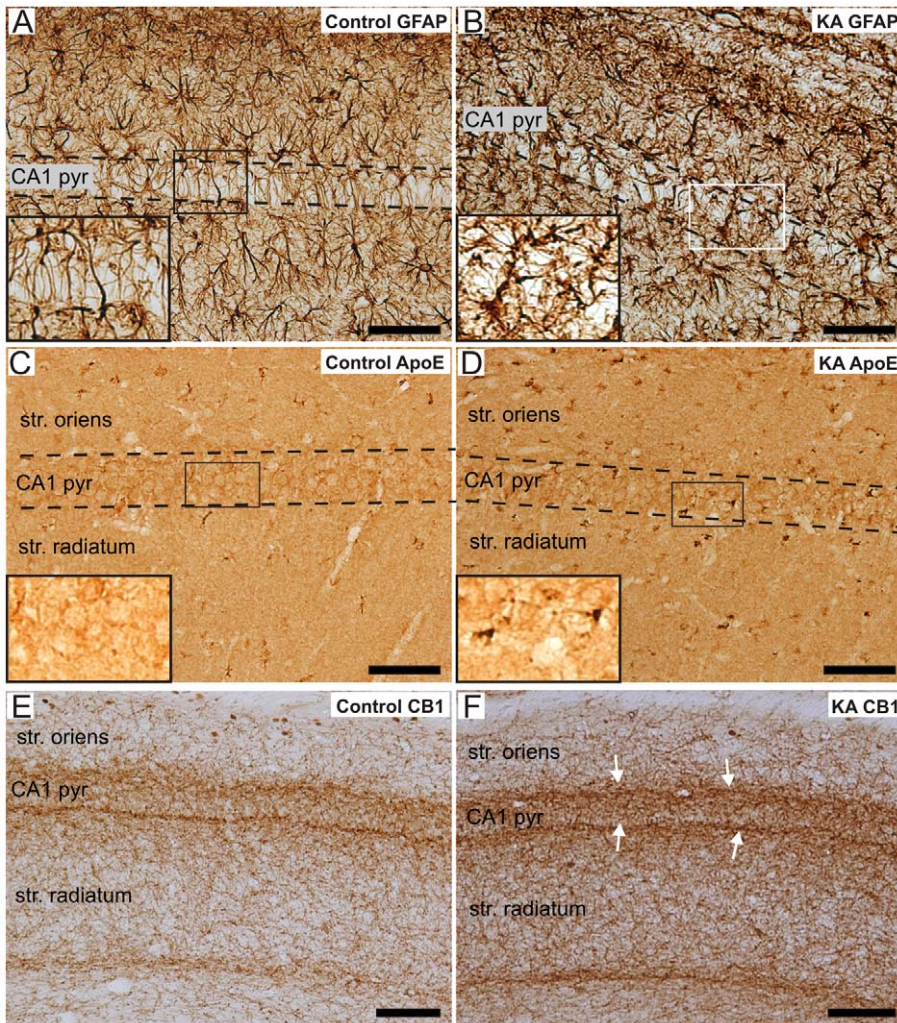 A
Control GFAP
CA1 pyr
B
KA GFAP
CA1 pyr
C
Control ApoE
str. oriens
CA1 pyr
str. radiatum
D
KA ApoE
str. oriens
CA1 pyr
str. radiatum
E
Control CB1
str. oriens
CA1 pyr
str. radiatum
F
KA CB1
str. oriens
CA1 pyr
str. radiatum